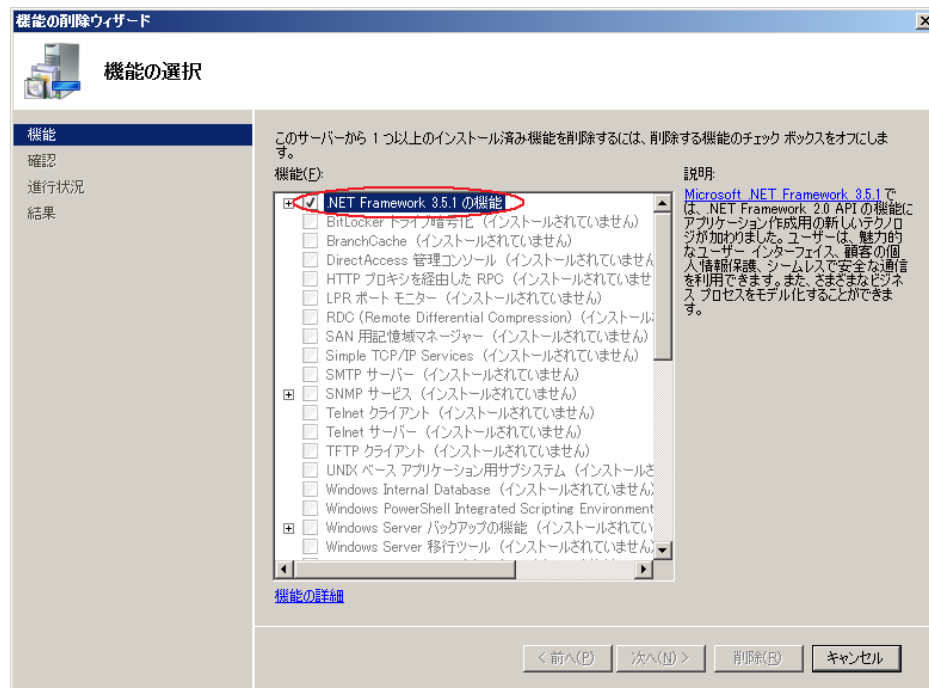 機能の削除ウィザード
機能の選択
機能
確認
進行状況
結果
このサーバーから 1 つ以上のインストール済み機能を削除するには、削除する機能のチェック ボックスをオフにしま
す。
機能(F):
.NET Framework 3.5.1 の機能
BitLocker ドライブ暗号化 (インストールされていません)
BranchCache (インストールされていません)
DirectAccess 管理コンソール (インストールされていません
HTTP プロキシを経由した RPC (インストールされていませ
LPR ポート モニター (インストールされていません)
RDC (Remote Differential Compression) (インストール
SAN 用記憶域マネージャー (インストールされていません)
Simple TCP/IP Services (インストールされていません)
SMTP サーバー (インストールされていません)
SNMP サービス (インストールされていません)
Telnet クライアント (インストールされていません)
Telnet サーバー (インストールされていません)
TFTP クライアント (インストールされていません)
UNIX ベース アプリケーション用サブシステム (インストールさ
Windows Internal Database (インストールされていません
Windows PowerShell Integrated Scripting Environment
Windows Server バックアップの機能 (インストールされてい
Windows Server 移行ツール (インストールされていません)
機能の詳細
説明:
Microsoft .NET Framework 3.5.1 で
は、.NET Framework 2.0 API の機能に
アプリケーション作成用の新しいテクノロ
ジが加わりました。ユーザーは、魅力的
なユーザー インターフェイス、顧客の個
人情報保護、シームレスで安全な通信
を利用できます。また、さまざまなビジネ
ス プロセスをモデル化することができま
す。
< 前へ(P)
次へ(N) >
削除(R)
キャンセル